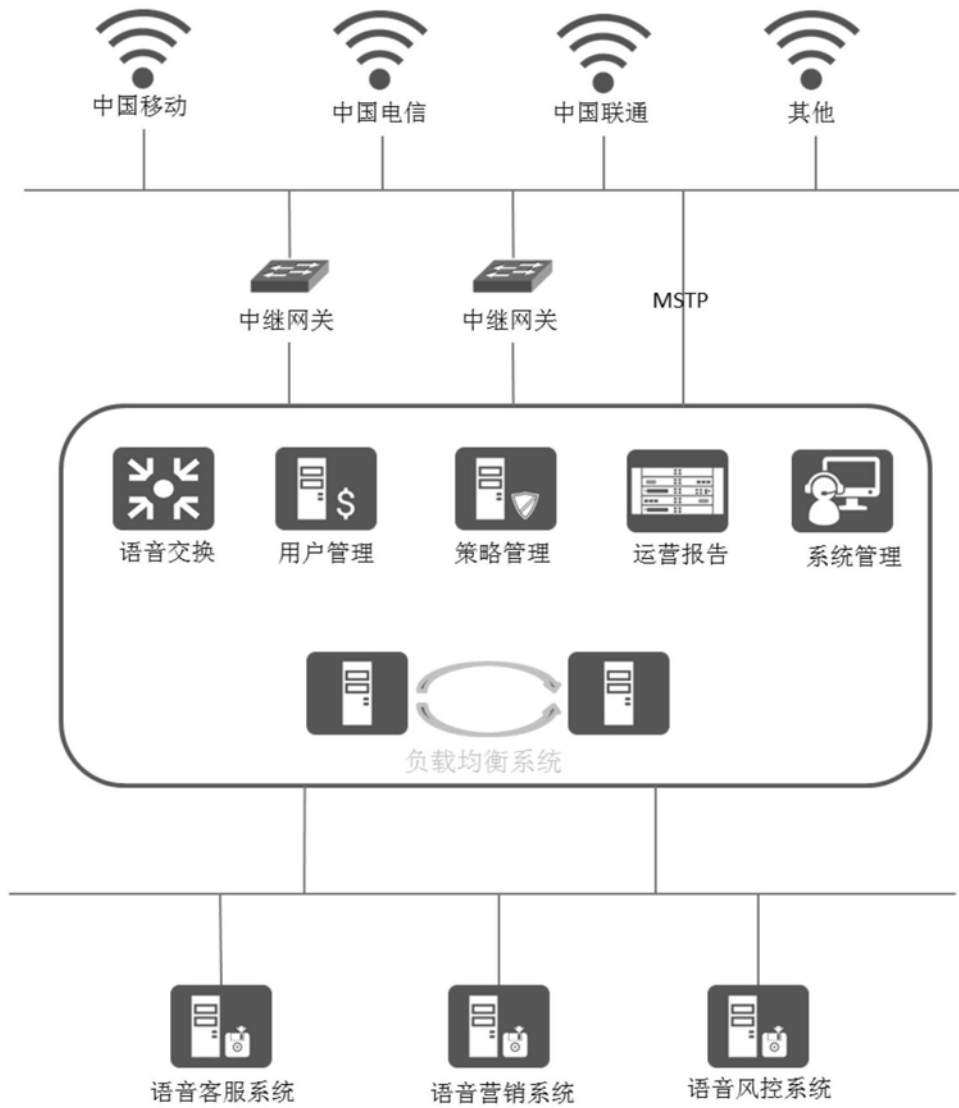 中国移动
中国电信
中国联通
其他
中继网关
中继网关
MSTP
语音交换
用户管理
策略管理
运营报告
系统管理
负载均衡系统
语音客服系统
语音营销系统
语音风控系统